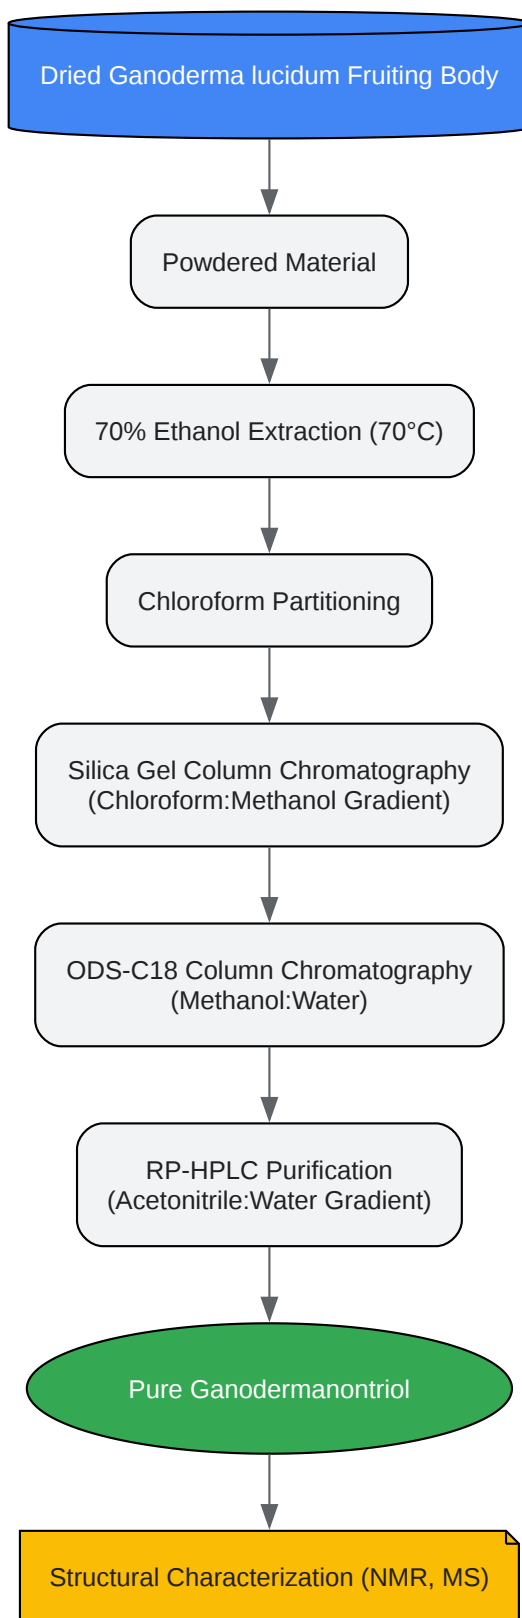 Dried Ganoderma lucidum Fruiting Body
Powdered Material
70% Ethanol Extraction (70°C)
Chloroform Partitioning
Silica Gel Column Chromatography
(Chloroform:Methanol Gradient)
ODS-C18 Column Chromatography
(Methanol:Water)
RP-HPLC Purification
(Acetonitrile:Water Gradient)
Pure Ganodermanontriol
Structural Characterization (NMR, MS)